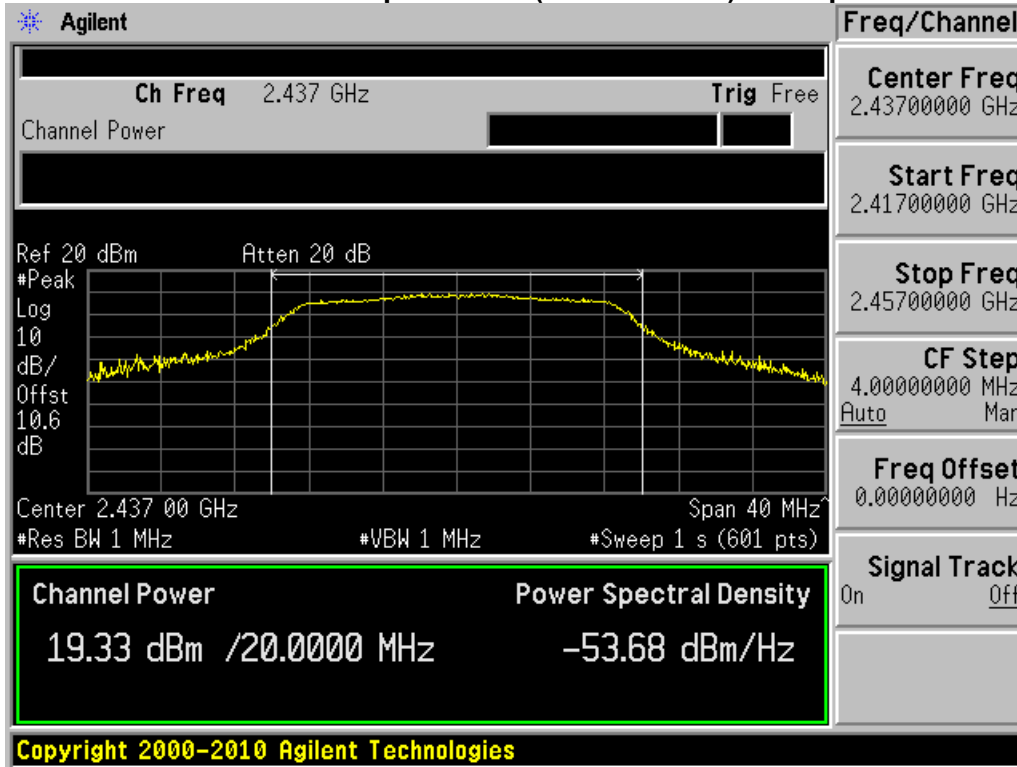 Agilent
Freq/Channel
Ch Freq 2.437 GHz Trig Free
Channel Power
Center Freq
2.43700000 GHz
Start Freq
2.41700000 GHz
Stop Freq
2.45700000 GHz
CF Step
4.00000000 MHz
Auto Man
Freq Offset
0.00000000 Hz
Signal Track
On Off
Ref 20 dBm Atten 20 dB
#Peak
Log
10
dB/
Offst
10.6
dB
Center 2.437 00 GHz Span 40 MHz^
#Res BW 1 MHz #VBW 1 MHz #Sweep 1 s (601 pts)
Channel Power Power Spectral Density
19.33 dBm /20.0000 MHz -53.68 dBm/Hz
Copyright 2000-2010 Agilent Technologies